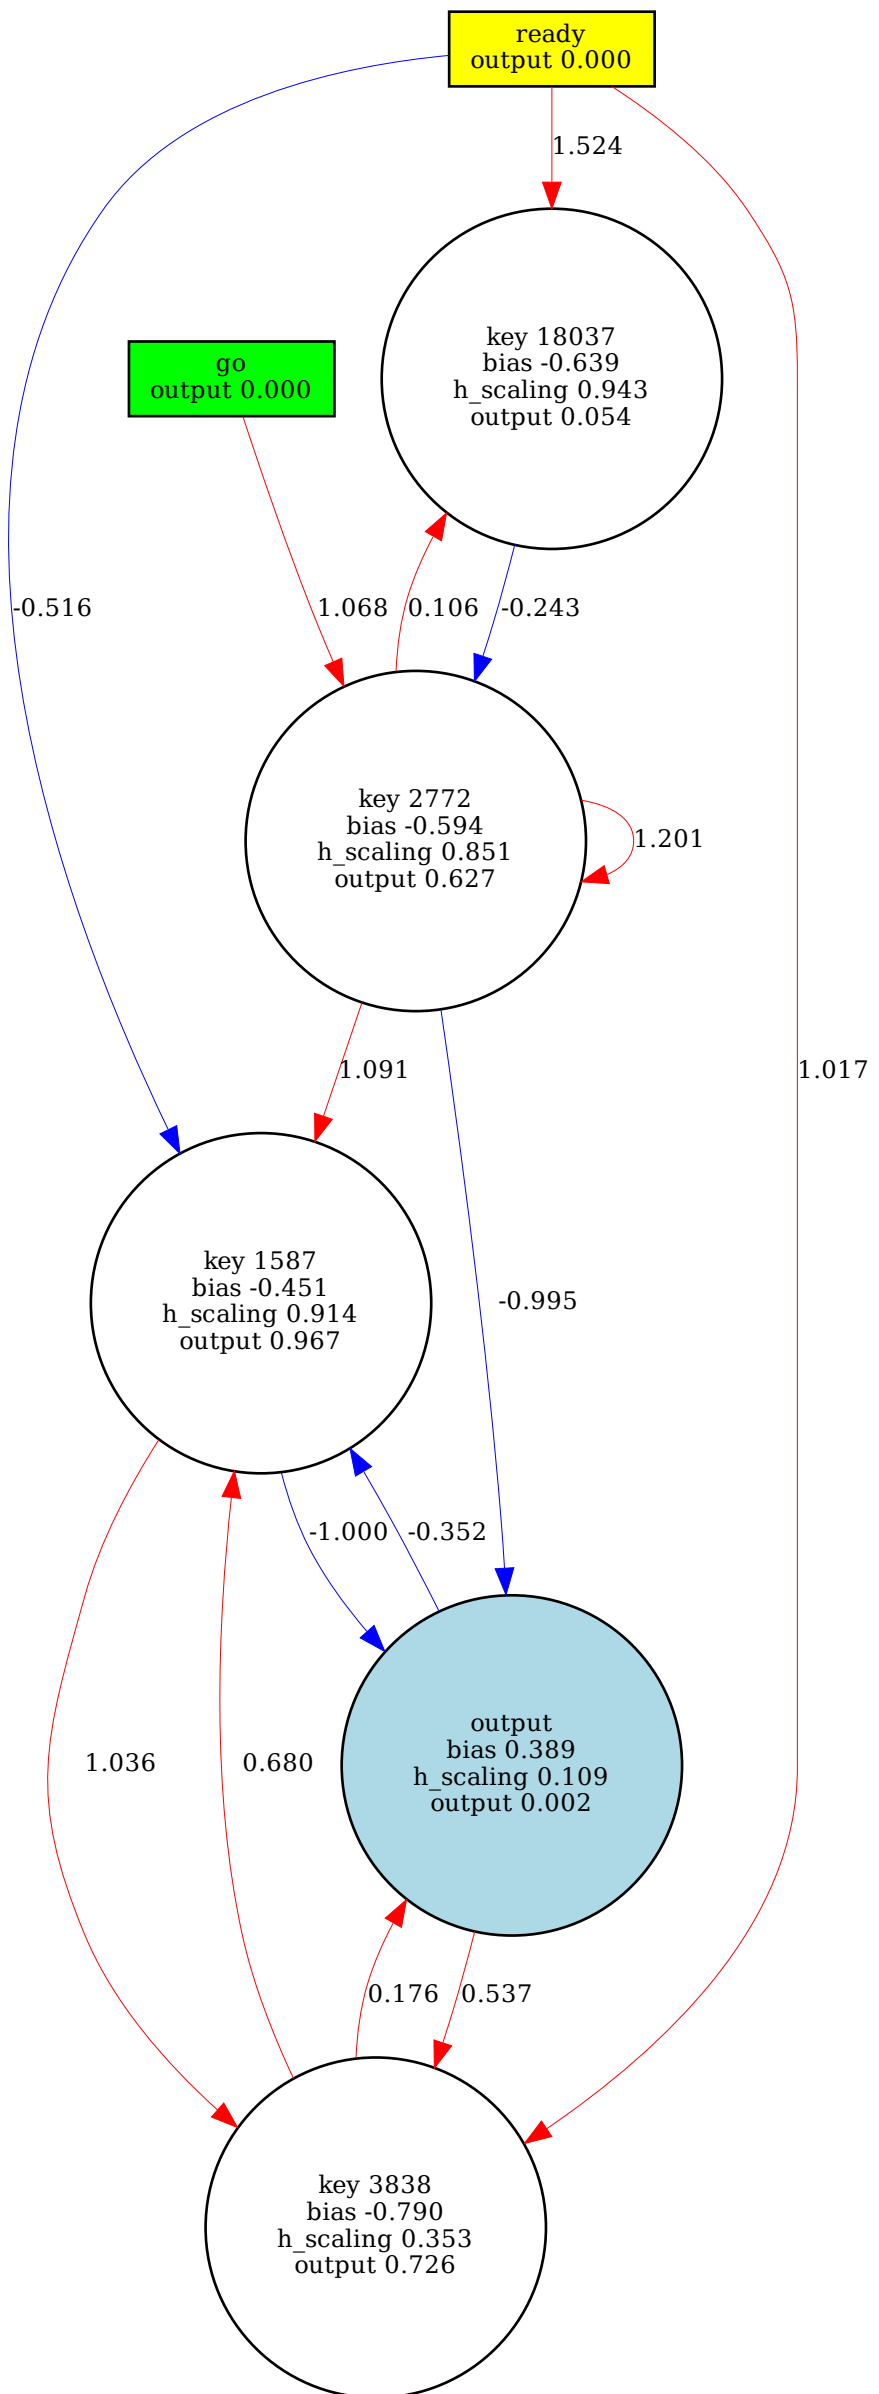 ready
output 0.000
1.524
key 18037
bias -0.639
h_scaling 0.943
output 0.054
go
output 0.000
-0.516
1.068
0.106
-0.243
key 2772
bias -0.594
h_scaling 0.851
output 0.627
1.201
1.091
1.017
key 1587
bias -0.451
h_scaling 0.914
output 0.967
-0.995
-1.000
-0.352
output
bias 0.389
h_scaling 0.109
output 0.002
1.036
0.680
0.176
0.537
key 3838
bias -0.790
h_scaling 0.353
output 0.726